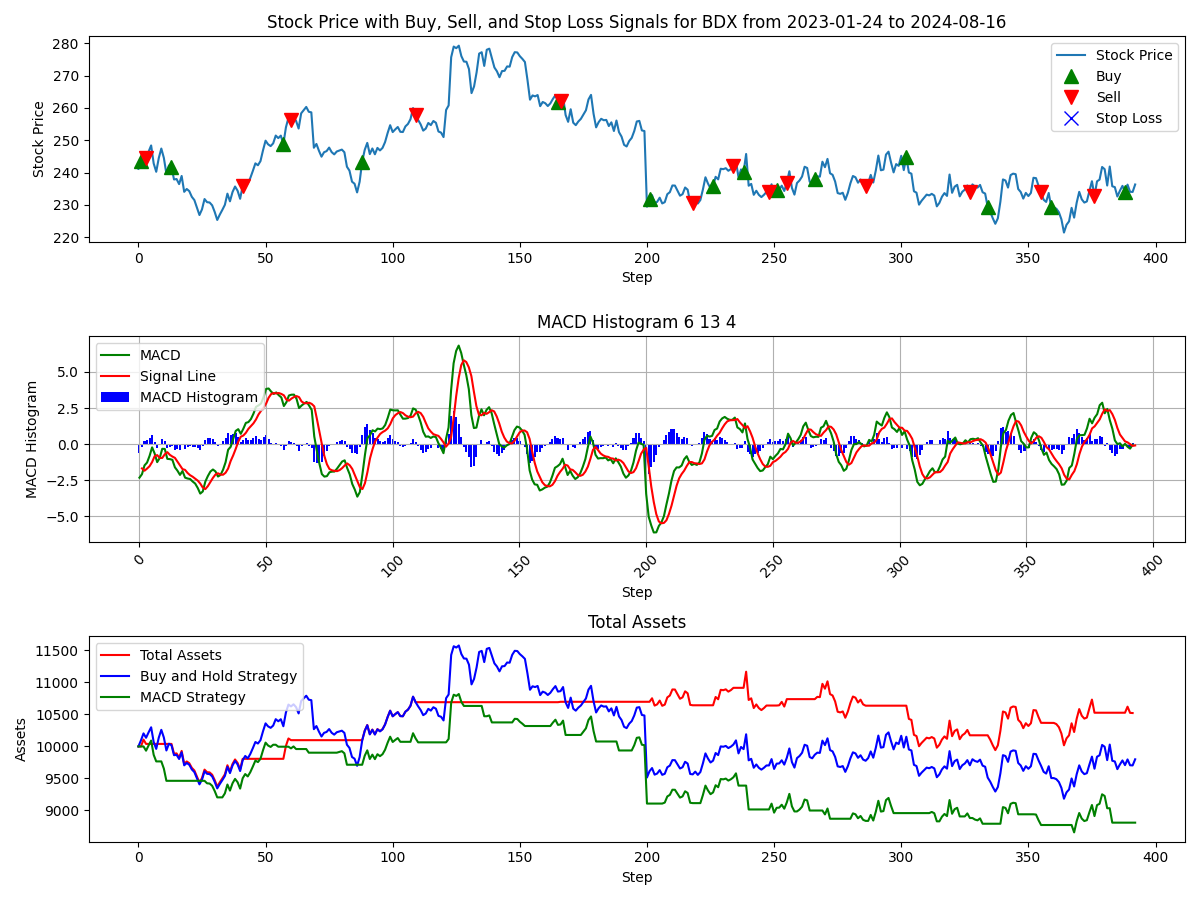 Stock Price with Buy, Sell, and Stop Loss Signals for BDX from 2023-01-24 to 2024-08-16
Stock Price
280
270
260
250
240
230
220
Stock Price
Buy
Sell
Stop Loss
0 50 100 150 200 250 300 350 400
Step
MACD Histogram 6 13 4
MACD Histogram
5.0
2.5
0.0
−2.5
−5.0
MACD
Signal Line
MACD Histogram
0 50 100 150 200 250 300 350 400
Step
Total Assets
Assets
11500
11000
10500
10000
9500
9000
Total Assets
Buy and Hold Strategy
MACD Strategy
0 50 100 150 200 250 300 350 400
Step